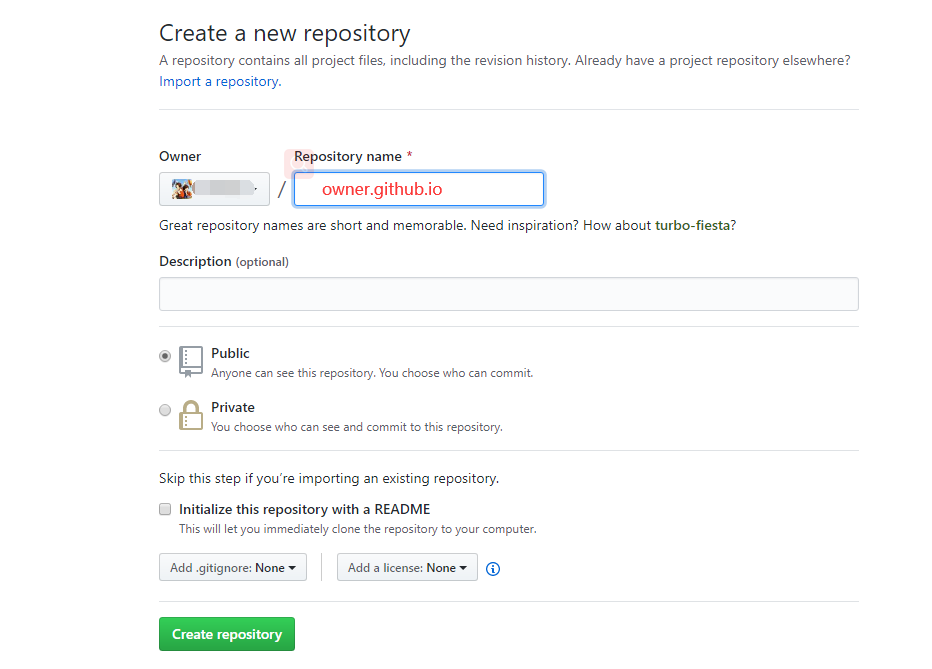 Create a new repository
A repository contains all project files, including the revision history. Already have a project repository elsewhere?
Import a repository.
Owner
Repository name *
/
owner.github.io
Great repository names are short and memorable. Need inspiration? How about turbo-fiesta?
Description (optional)
Public
Anyone can see this repository. You choose who can commit.
Private
You choose who can see and commit to this repository.
Skip this step if you’re importing an existing repository.
Initialize this repository with a README
This will let you immediately clone the repository to your computer.
Add .gitignore: None
Add a license: None
Create repository